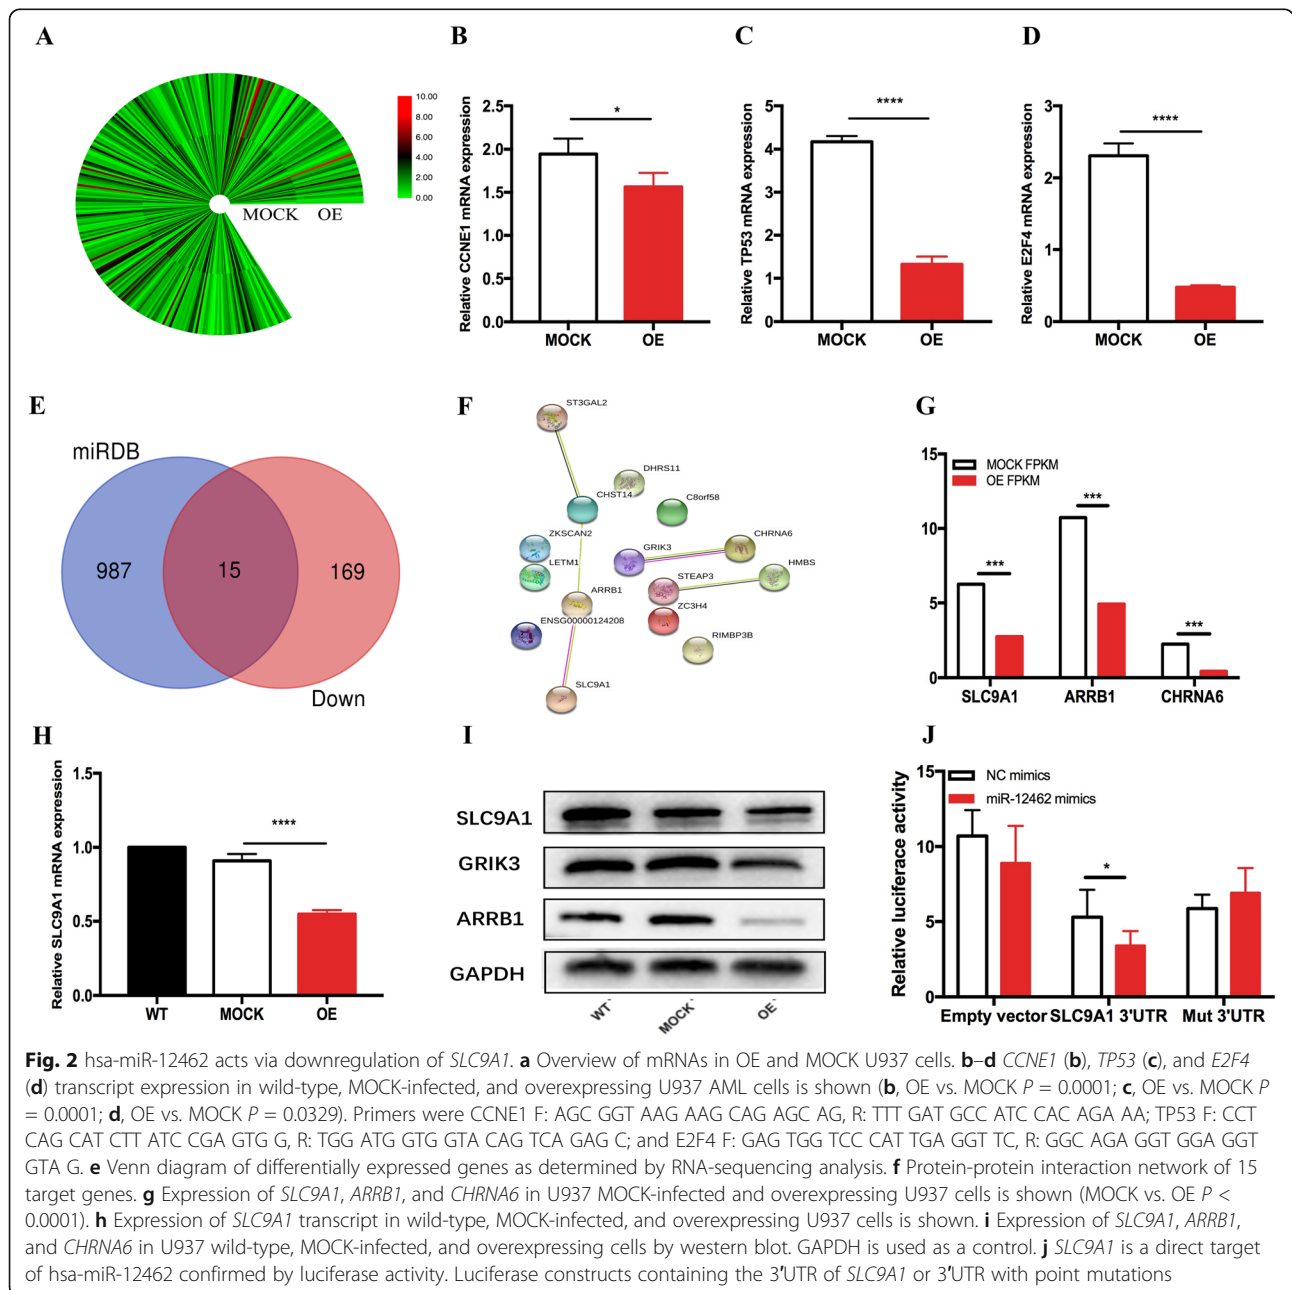 A
B
C
D
10.00
8.00
6.00
4.00
2.00
0.00
MOCK OE
Relative CCNE1 mRNA expression
2.5
2.0
1.5
1.0
0.5
0.0
*
MOCK OE
Relative TP53 mRNA expression
5
4
3
2
1
0
****
MOCK OE
Relative E2F4 mRNA expression
3
2
1
0
****
MOCK OE
E
miRDB
987
15
169
Down
F
ST3GAL2
DHRS11
CHST14
C8orf58
ZKSCAN2
GRIK3
CHRNA6
LETM1
STEAP3
HMBS
ARRB1
ZC3H4
ENSG00000124208
RIMBP3B
SLC9A1
G
15
10
5
0
MOCK FPKM
OE FPKM
***
***
***
SLC9A1 ARRB1 CHRNA6
H
Relative SLC9A1 mRNA expression
1.5
1.0
0.5
0.0
****
WT MOCK OE
I
SLC9A1
GRIK3
ARRB1
GAPDH
WT`
MOCK`
OE`
J
Relative luciferace activity
15
10
5
0
NC mimics
miR-12462 mimics
*
Empty vector SLC9A1 3'UTR Mut 3'UTR
Fig. 2 hsa-miR-12462 acts via downregulation of SLC9A1. a Overview of mRNAs in OE and MOCK U937 cells. b–d CCNE1 (b), TP53 (c), and E2F4
(d) transcript expression in wild-type, MOCK-infected, and overexpressing U937 AML cells is shown (b, OE vs. MOCK P = 0.0001; c, OE vs. MOCK P
= 0.0001; d, OE vs. MOCK P = 0.0329). Primers were CCNE1 F: AGC GGT AAG AAG CAG AGC AG, R: TTT GAT GCC ATC CAC AGA AA; TP53 F: CCT
CAG CAT CTT ATC CGA GTG G, R: TGG ATG GTG GTA CAG TCA GAG C; and E2F4 F: GAG TGG TCC CAT TGA GGT TC, R: GGC AGA GGT GGA GGT
GTA G. e Venn diagram of differentially expressed genes as determined by RNA-sequencing analysis. f Protein-protein interaction network of 15
target genes. g Expression of SLC9A1, ARRB1, and CHRNA6 in U937 MOCK-infected and overexpressing U937 cells is shown (MOCK vs. OE P <
0.0001). h Expression of SLC9A1 transcript in wild-type, MOCK-infected, and overexpressing U937 cells is shown. i Expression of SLC9A1, ARRB1,
and CHRNA6 in U937 wild-type, MOCK-infected, and overexpressing cells by western blot. GAPDH is used as a control. j SLC9A1 is a direct target
of hsa-miR-12462 confirmed by luciferase activity. Luciferase constructs containing the 3′UTR of SLC9A1 or 3′UTR with point mutations